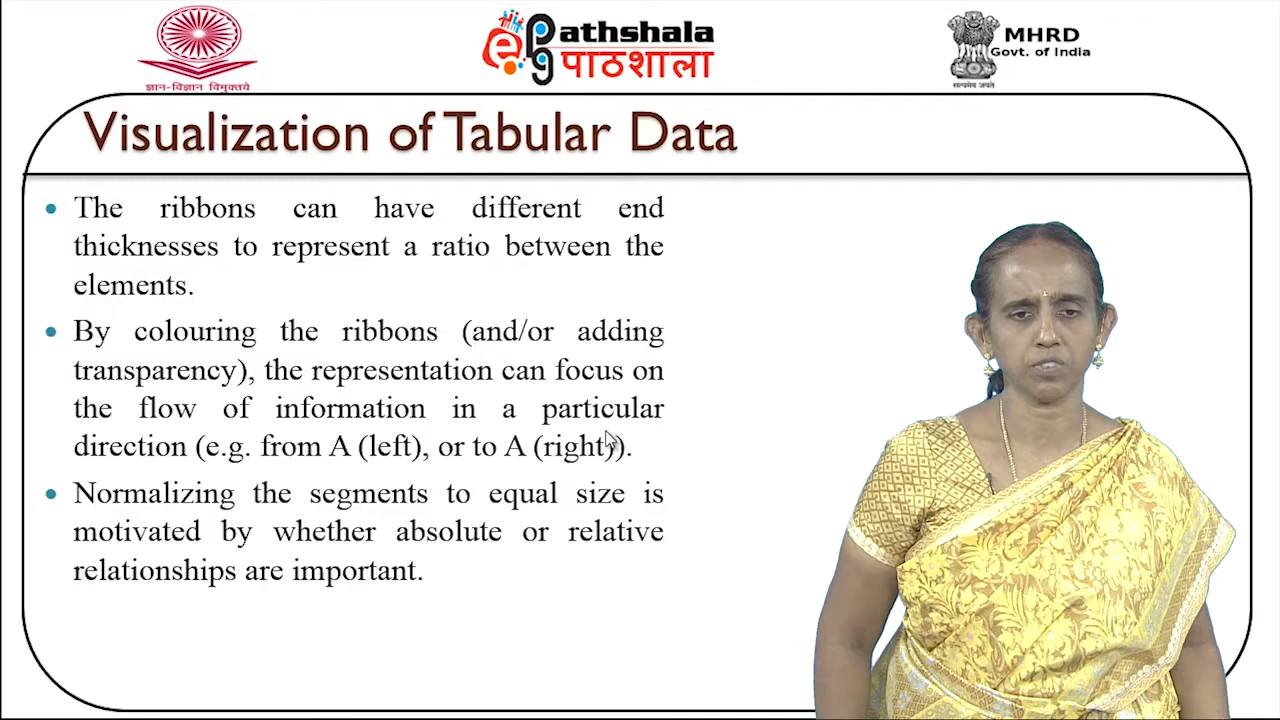 ज्ञान-विज्ञान विमुक्तये
e PG Pathshala
पाठशाला
MHRD
Govt. of India
सत्यमेव जयते
Visualization of Tabular Data
• The ribbons can have different end
thicknesses to represent a ratio between the
elements.
• By colouring the ribbons (and/or adding
transparency), the representation can focus on
the flow of information in a particular
direction (e.g. from A (left), or to A (right)).
• Normalizing the segments to equal size is
motivated by whether absolute or relative
relationships are important.